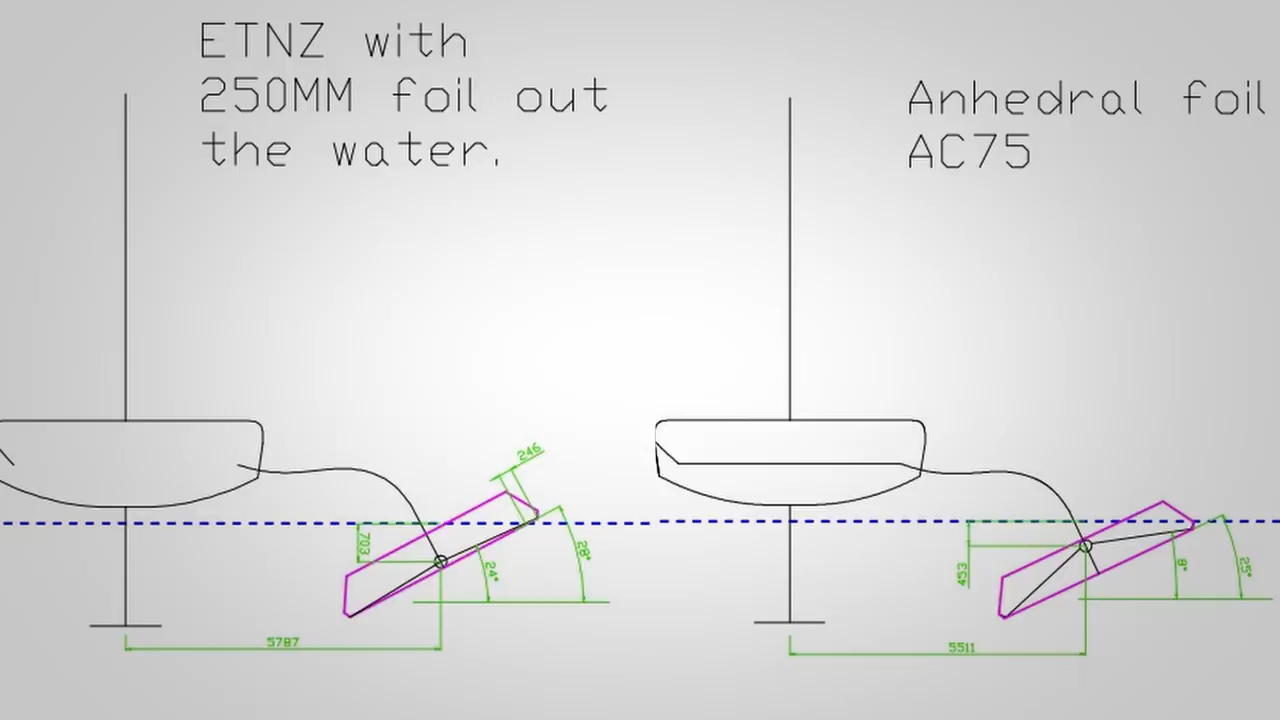 ETNZ with
250MM foil out
the water.
Anhedral foil
AC75
246
703
24°
28°
5787
453
8°
25°
5511